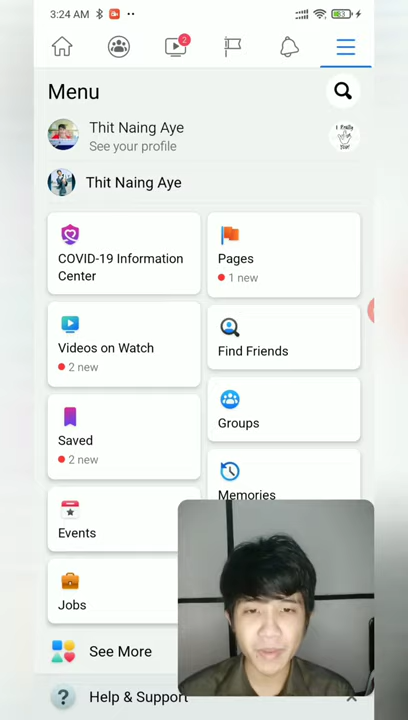 3:24 AM
83
2
Menu
Thit Naing Aye
See your profile
Thit Naing Aye
COVID-19 Information
Center
Pages
1 new
Videos on Watch
2 new
Find Friends
Groups
Saved
2 new
Memories
Events
Jobs
See More
Help & Support